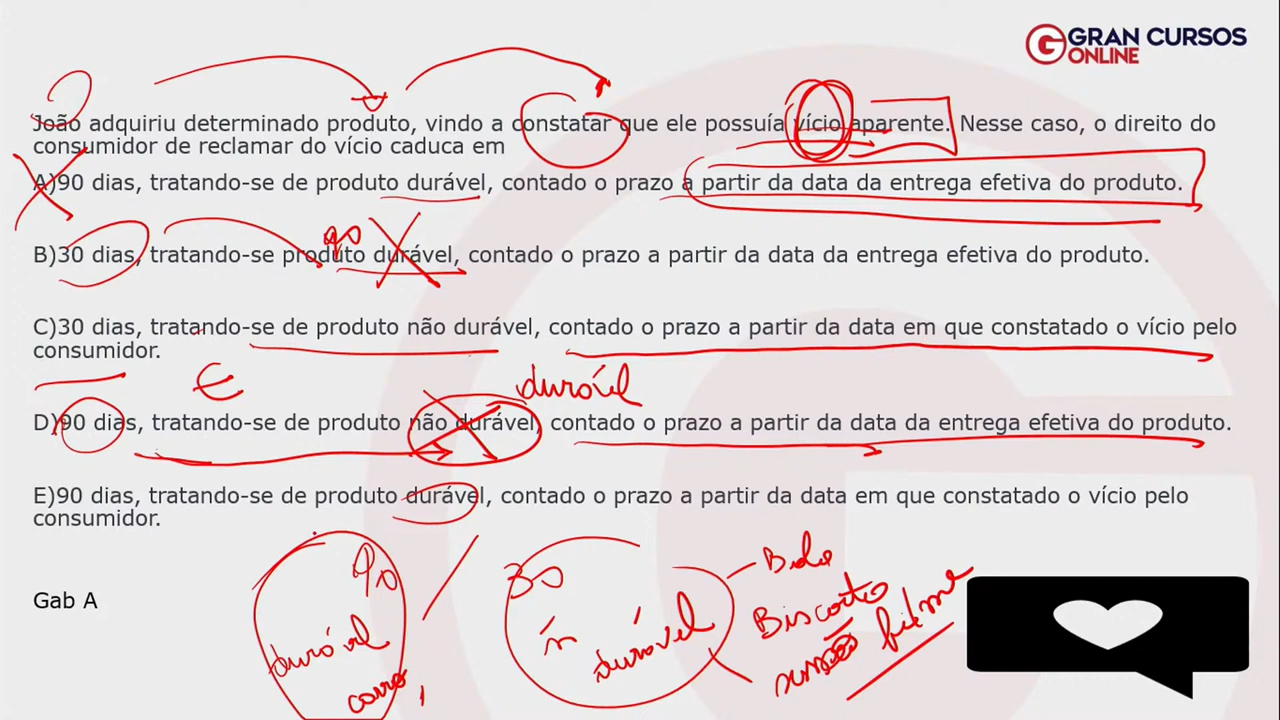 GRAN CURSOS
ONLINE
João adquiriu determinado produto, vindo a constatar que ele possuía vício aparente. Nesse caso, o direito do
consumidor de reclamar do vício caduca em
A)90 dias, tratando-se de produto durável, contado o prazo a partir da data da entrega efetiva do produto.
90
B)30 dias, tratando-se produto durável, contado o prazo a partir da data da entrega efetiva do produto.
C)30 dias, tratando-se de produto não durável, contado o prazo a partir da data em que constatado o vício pelo
consumidor.
durável
D)90 dias, tratando-se de produto não durável, contado o prazo a partir da data da entrega efetiva do produto.
E)90 dias, tratando-se de produto durável, contado o prazo a partir da data em que constatado o vício pelo
consumidor.
90
durável
carro,
30
ñ durável
Biscoito
Gab A